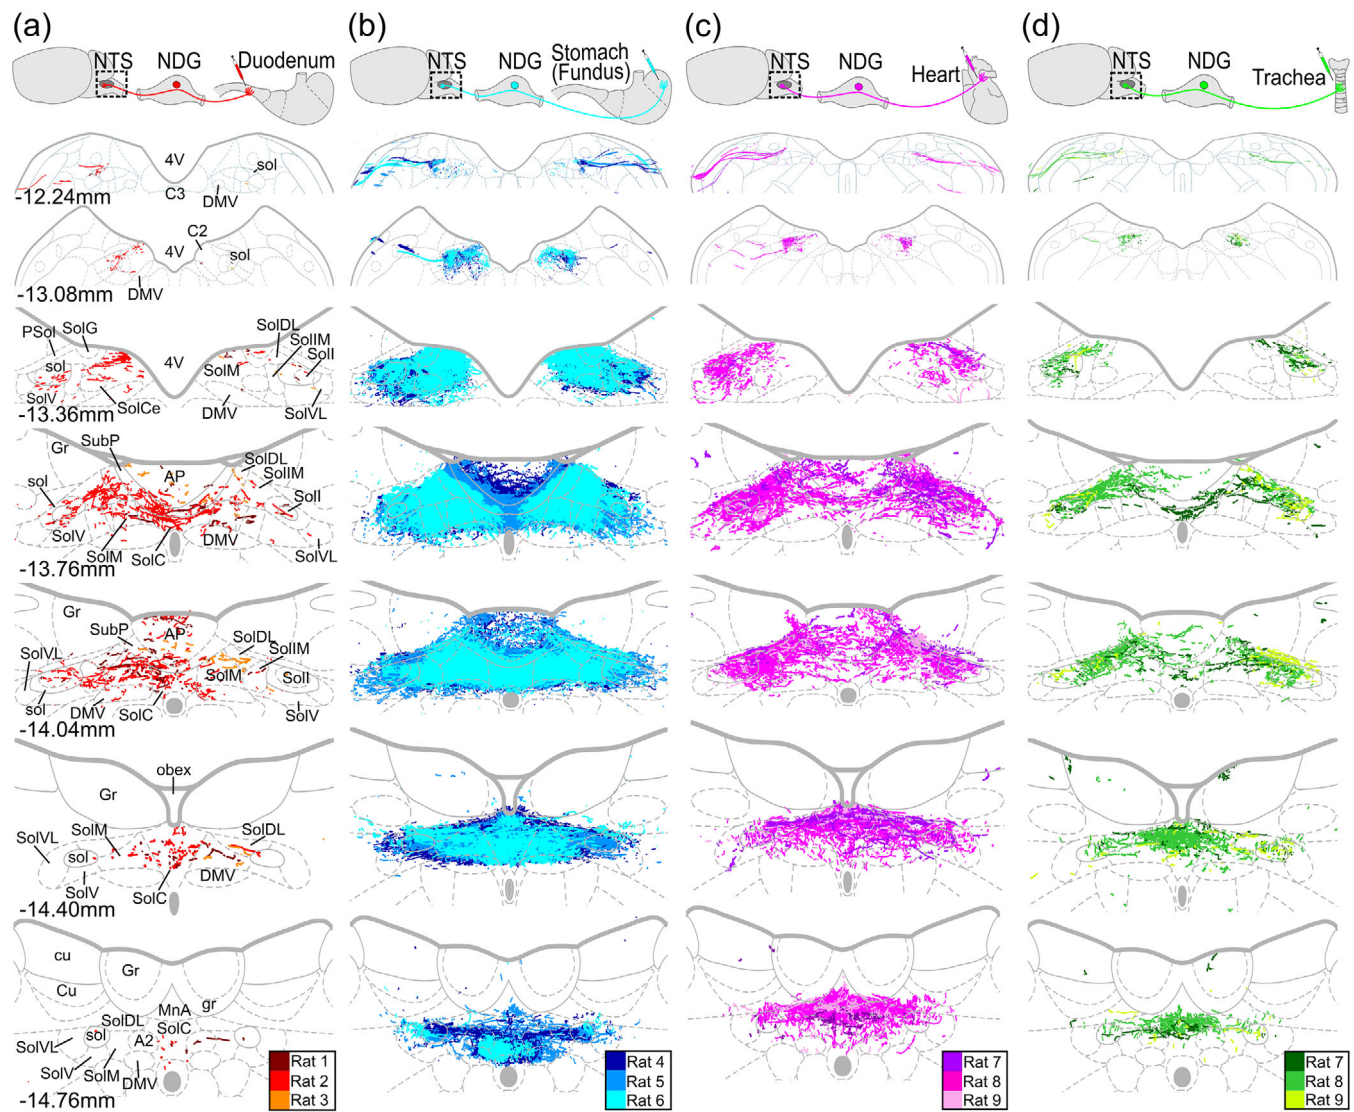 (a)
NTS
NDG
Duodenum
(b)
NTS
NDG
Stomach
(Fundus)
(c)
NTS
NDG
Heart
(d)
NTS
NDG
Trachea
4V
sol
C3
DMV
-12.24mm
C2
4V
sol
DMV
-13.08mm
PSol
SolG
SolDL
SolIM
SolI
4V
sol
SolM
SolV
SolCe
DMV
SolVL
-13.36mm
Gr
SubP
AP
SolDL
SolIM
sol
SolI
SolV
SolM
SolC
DMV
SolVL
-13.76mm
Gr
SubP
AP
SolDL
SolIM
SolVL
SolM
SolI
sol
DMV
SolC
SolV
-14.04mm
obex
Gr
SolVL
SolM
SolDL
sol
DMV
SolV
SolC
-14.40mm
cu
Gr
Cu
gr
MnA
SolDL
SolC
sol
A2
SolVL
SolV
SolM
DMV
-14.76mm
Rat 1
Rat 2
Rat 3
Rat 4
Rat 5
Rat 6
Rat 7
Rat 8
Rat 9
Rat 7
Rat 8
Rat 9